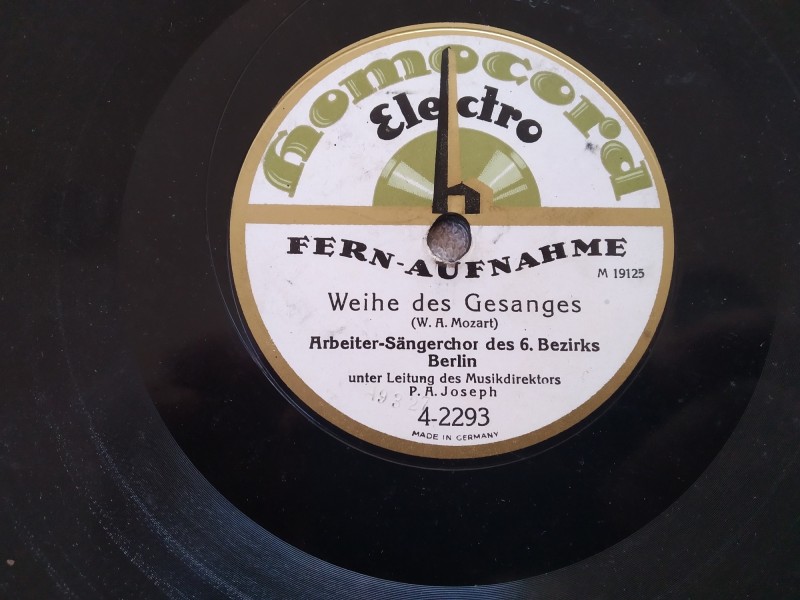 Homocord
Electro
FERN-AUFNAHME
M 19125
Weihe des Gesanges
(W. A. Mozart)
Arbeiter-Sängerchor des 6. Bezirks
Berlin
unter Leitung des Musikdirektors
P. A. Joseph
4-2293
MADE IN GERMANY